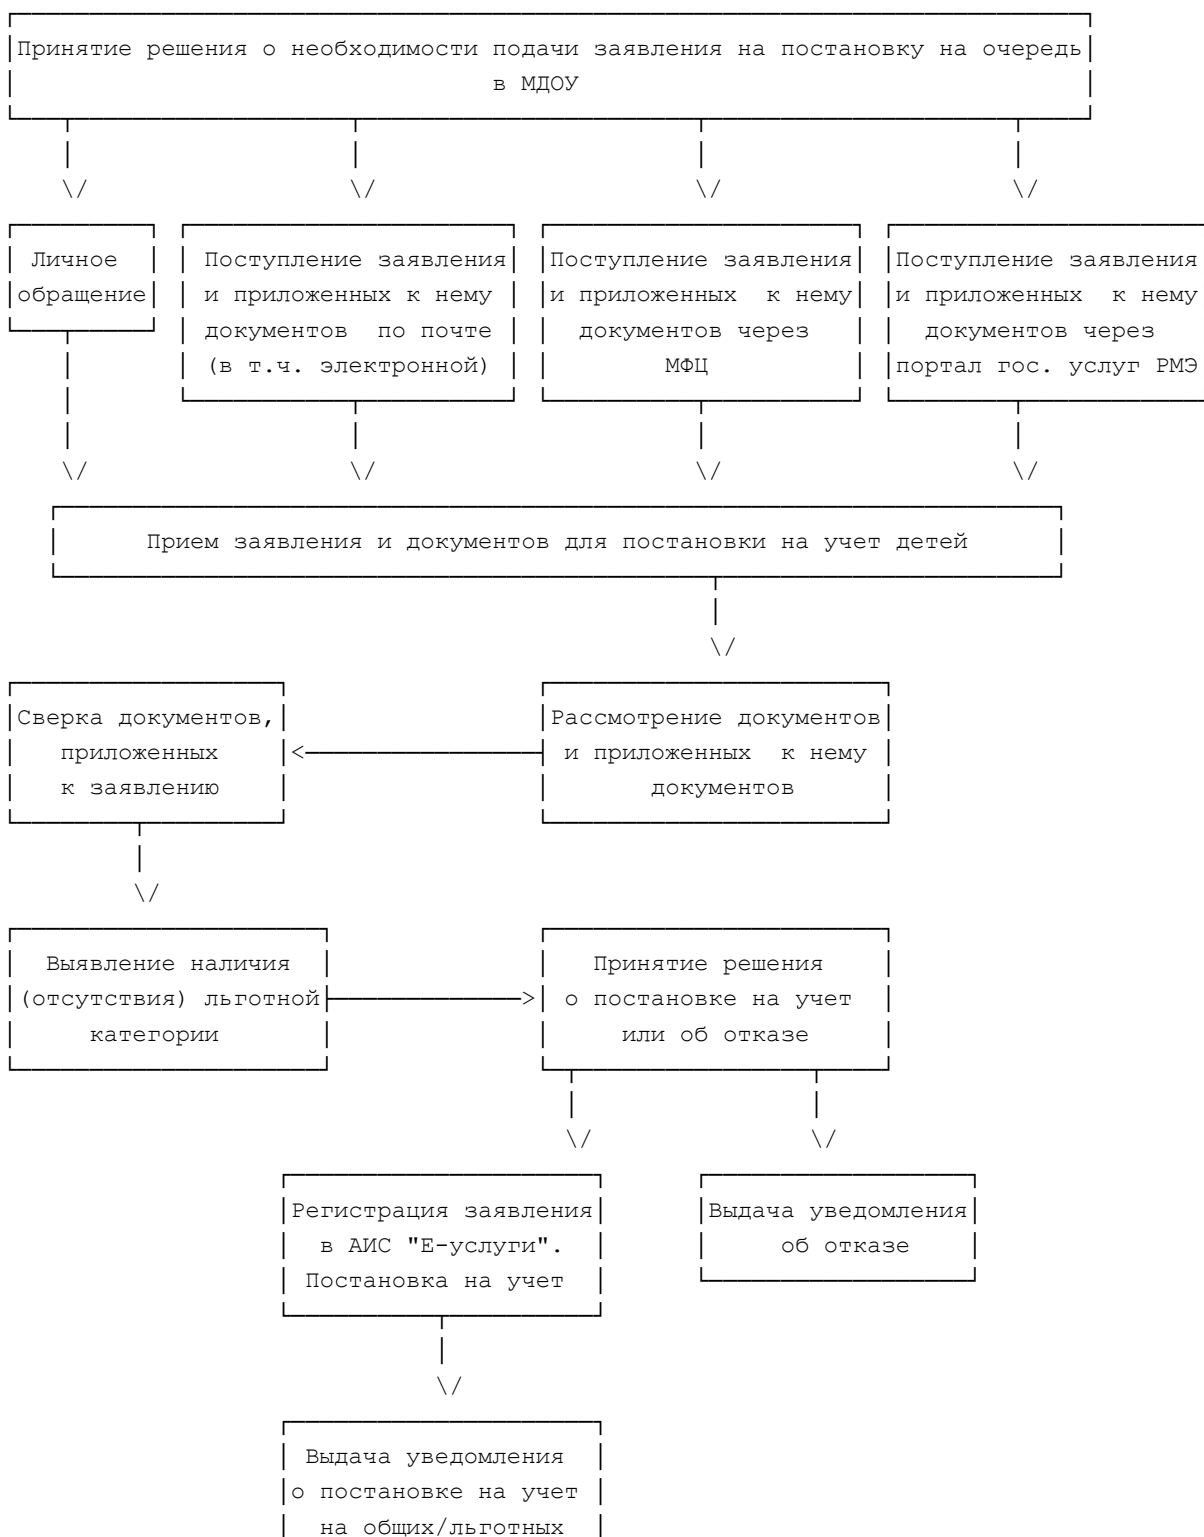 Принятие решения о необходимости подачи заявления на постановку на очередь
в МДОУ
Личное
обращение
Поступление заявления
и приложенных к нему
документов по почте
(в т.ч. электронной)
Поступление заявления
и приложенных к нему
документов через
МФЦ
Поступление заявления
и приложенных к нему
документов через
портал гос. услуг РМЭ
Прием заявления и документов для постановки на учет детей
Сверка документов,
приложенных
к заявлению
Рассмотрение документов
и приложенных к нему
документов
Выявление наличия
(отсутствия) льготной
категории
Принятие решения
о постановке на учет
или об отказе
Регистрация заявления
в АИС "Е-услуги".
Постановка на учет
Выдача уведомления
об отказе
Выдача уведомления
о постановке на учет
на общих/льготных